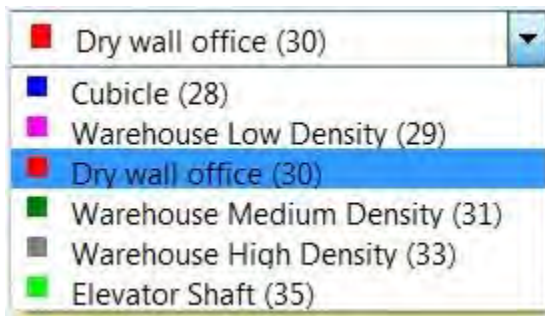 Dry wall office (30)
Cubicle (28)
Warehouse Low Density (29)
Dry wall office (30)
Warehouse Medium Density (31)
Warehouse High Density (33)
Elevator Shaft (35)